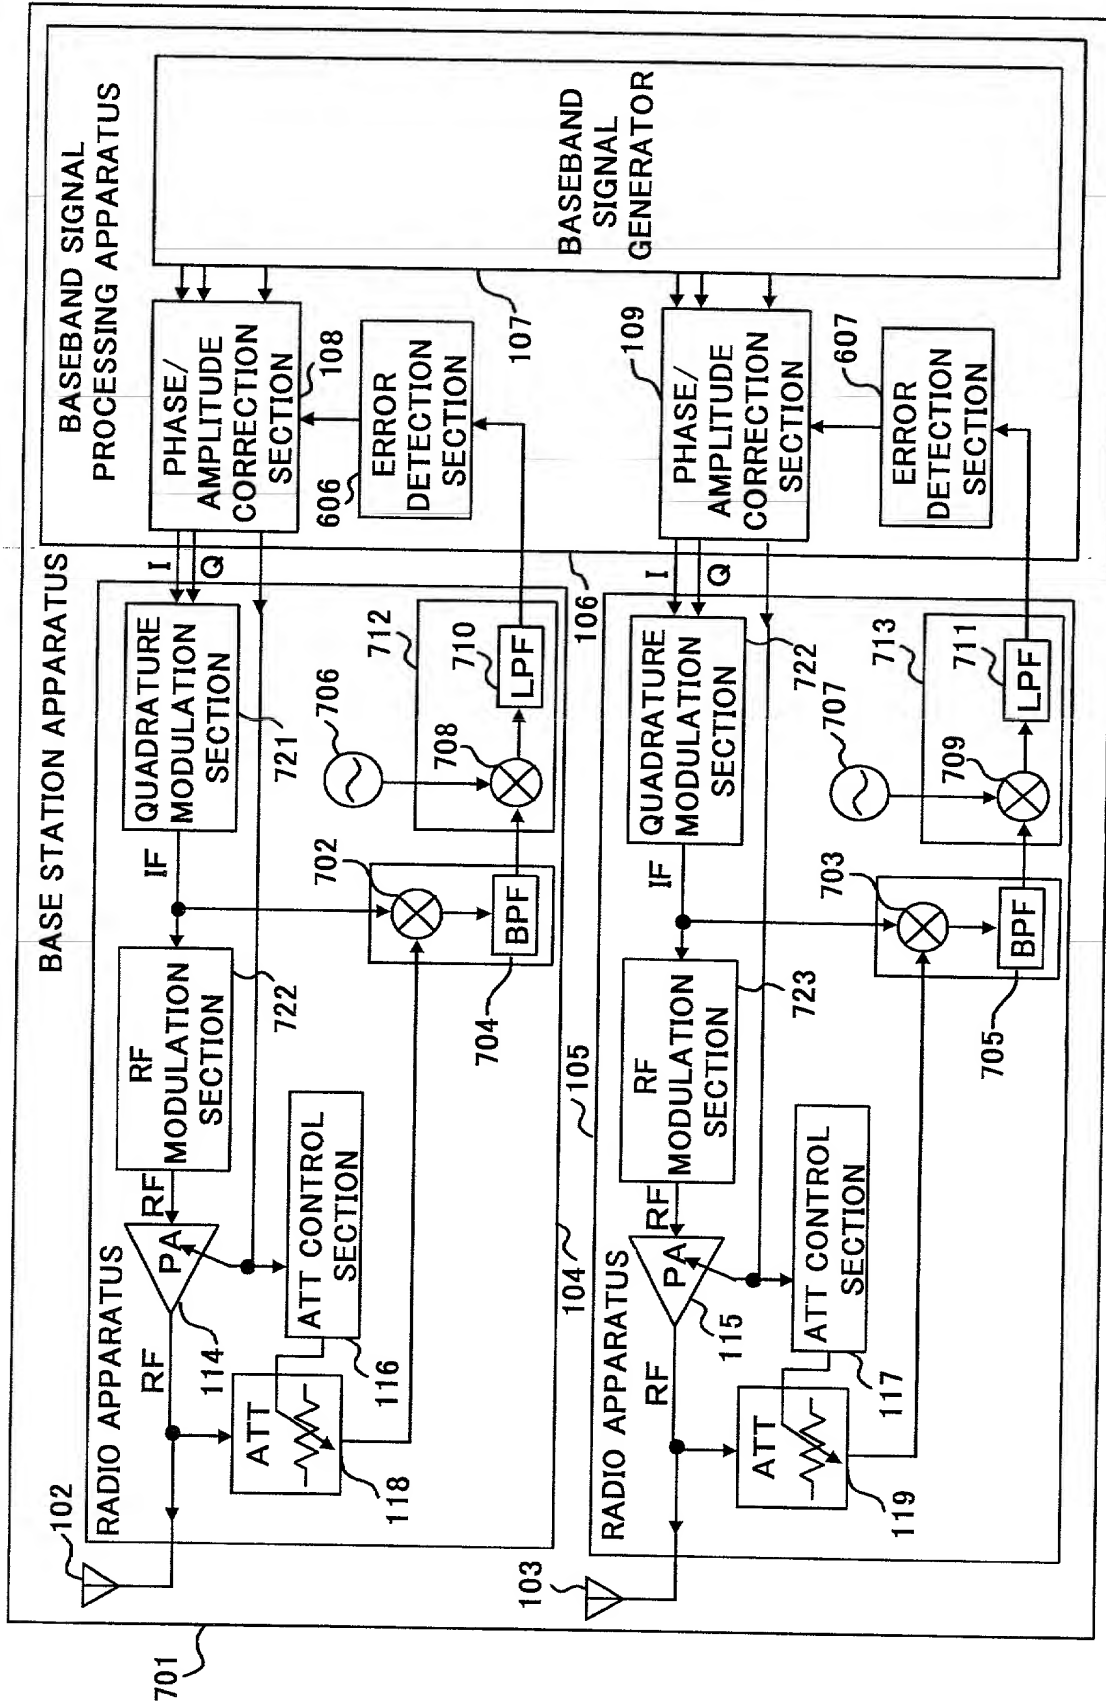 701
BASE STATION APPARATUS
BASEBAND SIGNAL
PROCESSING APPARATUS
102
RADIO APPARATUS
RF
114
PA
RF
RF
MODULATION
SECTION
722
IF
QUADRATURE
MODULATION
SECTION
721
I
Q
PHASE/
AMPLITUDE
CORRECTION
SECTION
108
ATT
118
ATT CONTROL
SECTION
116
702
704
BPF
706
708
712
710
LPF
606
ERROR
DETECTION
SECTION
104
106
107
BASEBAND
SIGNAL
GENERATOR
103
105
RADIO APPARATUS
RF
115
PA
RF
RF
MODULATION
SECTION
723
IF
QUADRATURE
MODULATION
SECTION
722
I
Q
109
PHASE/
AMPLITUDE
CORRECTION
SECTION
ATT
119
ATT CONTROL
SECTION
117
703
705
BPF
707
709
713
711
LPF
607
ERROR
DETECTION
SECTION